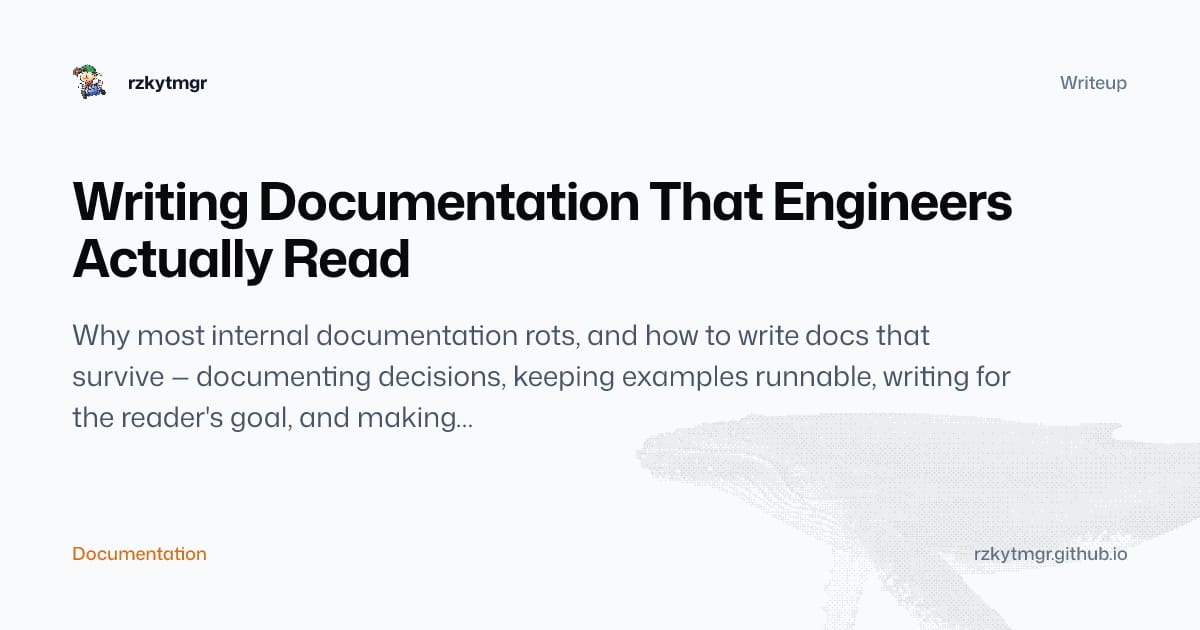 rzkytmgr
Writeup
Writing Documentation That Engineers
Actually Read
Why most internal documentation rots, and how to write docs that
survive — documenting decisions, keeping examples runnable, writing for
the reader's goal, and making...
Documentation
rzkytmgr.github.io